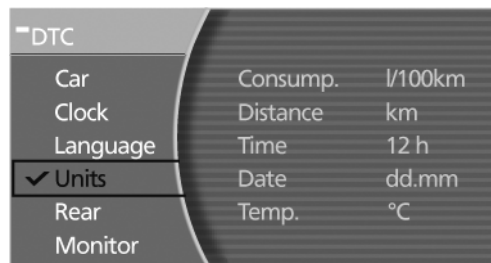 DTC
Car
Clock
Language
Units
Rear
Monitor
Consump. l/100km
Distance km
Time 12 h
Date dd.mm
Temp. °C